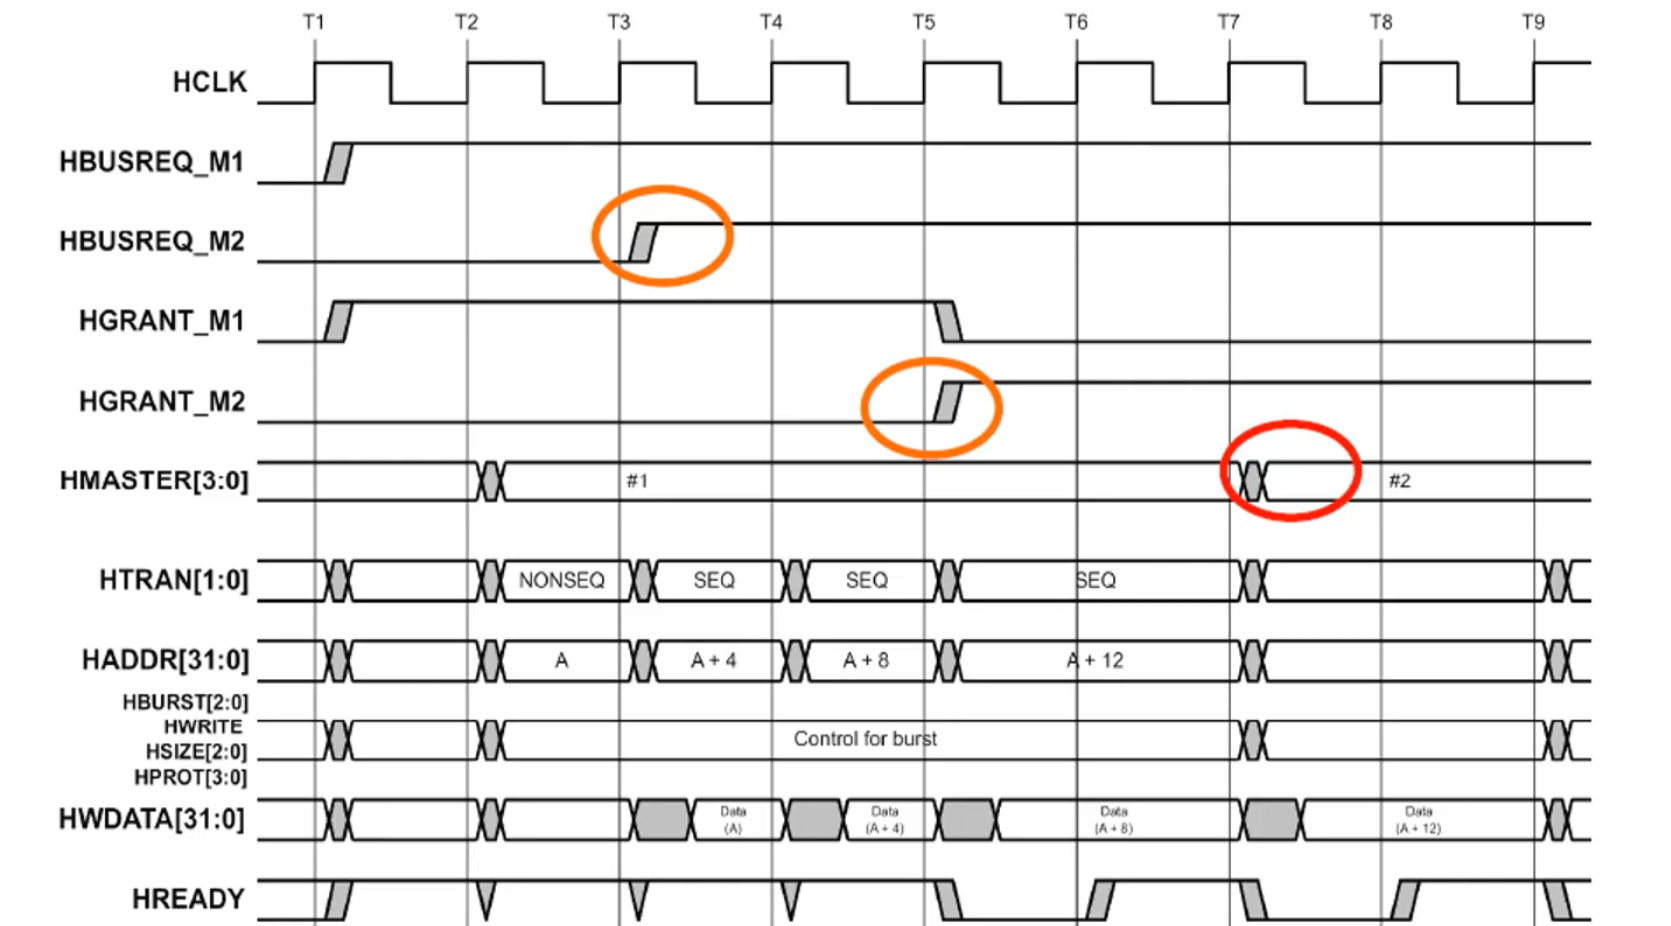 T1 T2 T3 T4 T5 T6 T7 T8 T9
HCLK
HBUSREQ_M1
HBUSREQ_M2
HGRANT_M1
HGRANT_M2
HMASTER[3:0] #1 #2
HTRAN[1:0] NONSEQ SEQ SEQ SEQ
HADDR[31:0] A A + 4 A + 8 A + 12
HBURST[2:0]
HWRITE
Control for burst
HSIZE[2:0]
HPROT[3:0]
HWDATA[31:0] Data Data Data Data
(A) (A + 4) (A + 8) (A + 12)
HREADY